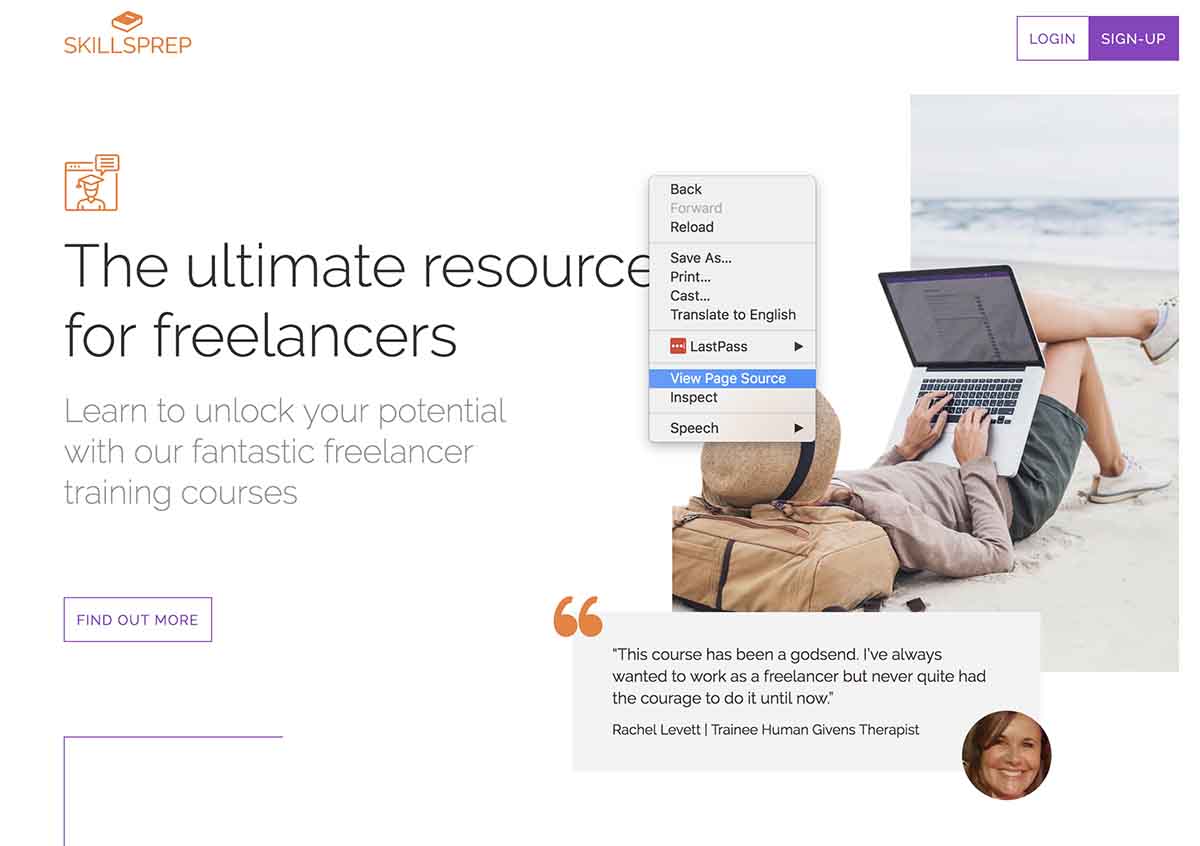 SKILLSPREP
LOGIN
SIGN-UP
The ultimate resource
for freelancers
Learn to unlock your potential
with our fantastic freelancer
training courses
FIND OUT MORE
Back
Forward
Reload
Save As...
Print...
Cast...
Translate to English
LastPass
View Page Source
Inspect
Speech
“This course has been a godsend. I’ve always
wanted to work as a freelancer but never quite had
the courage to do it until now.”
Rachel Levett | Trainee Human Givens Therapist